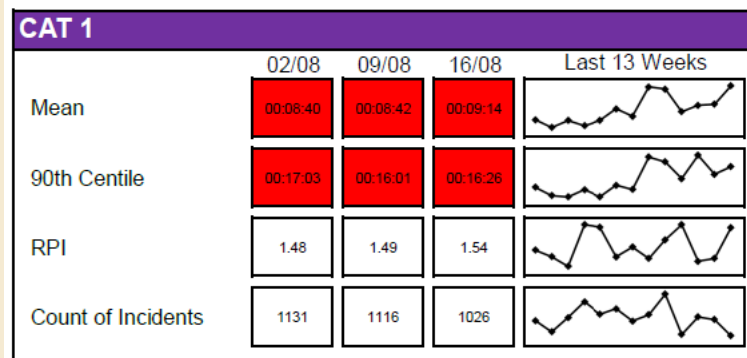 CAT 1
02/08 09/08 16/08 Last 13 Weeks
Mean 00:08:40 00:08:42 00:09:14
90th Centile 00:17:03 00:16:01 00:16:26
RPI 1.48 1.49 1.54
Count of Incidents 1131 1116 1026